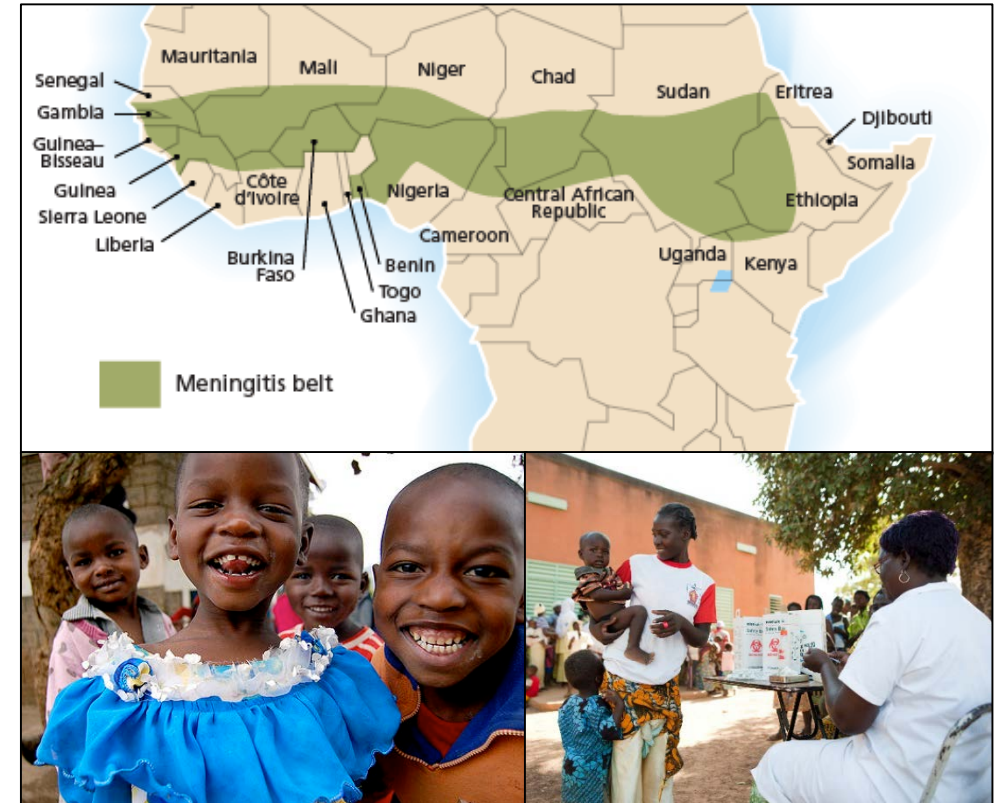 Mauritania
Mali
Niger
Chad
Sudan
Eritrea
Djibouti
Somalia
Ethiopia
Senegal
Gambia
Guinea–
Bisseau
Guinea
Sierra Leone
Liberia
Côte
d'Ivoire
Burkina
Faso
Nigeria
Central African
Republic
Cameroon
Uganda
Kenya
Benin
Togo
Ghana
Meningitis belt